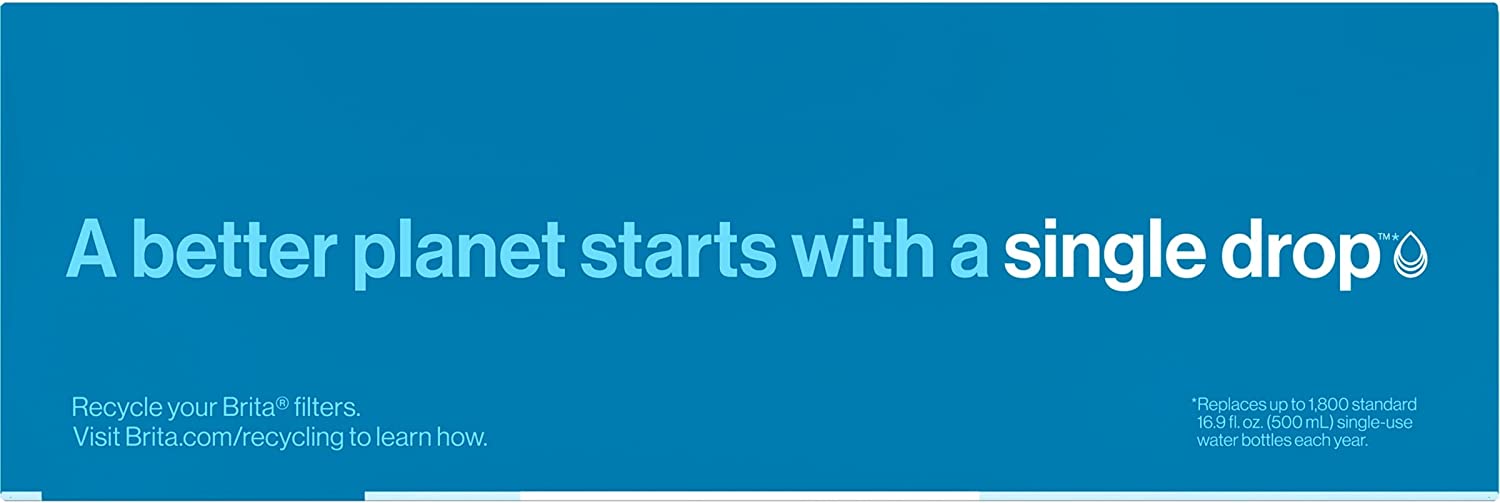 A better planet starts with a single drop™*
Recycle your Brita® filters.
Visit Brita.com/recycling to learn how.
*Replaces up to 1,800 standard
16.9 fl. oz. (500 mL) single-use
water bottles each year.